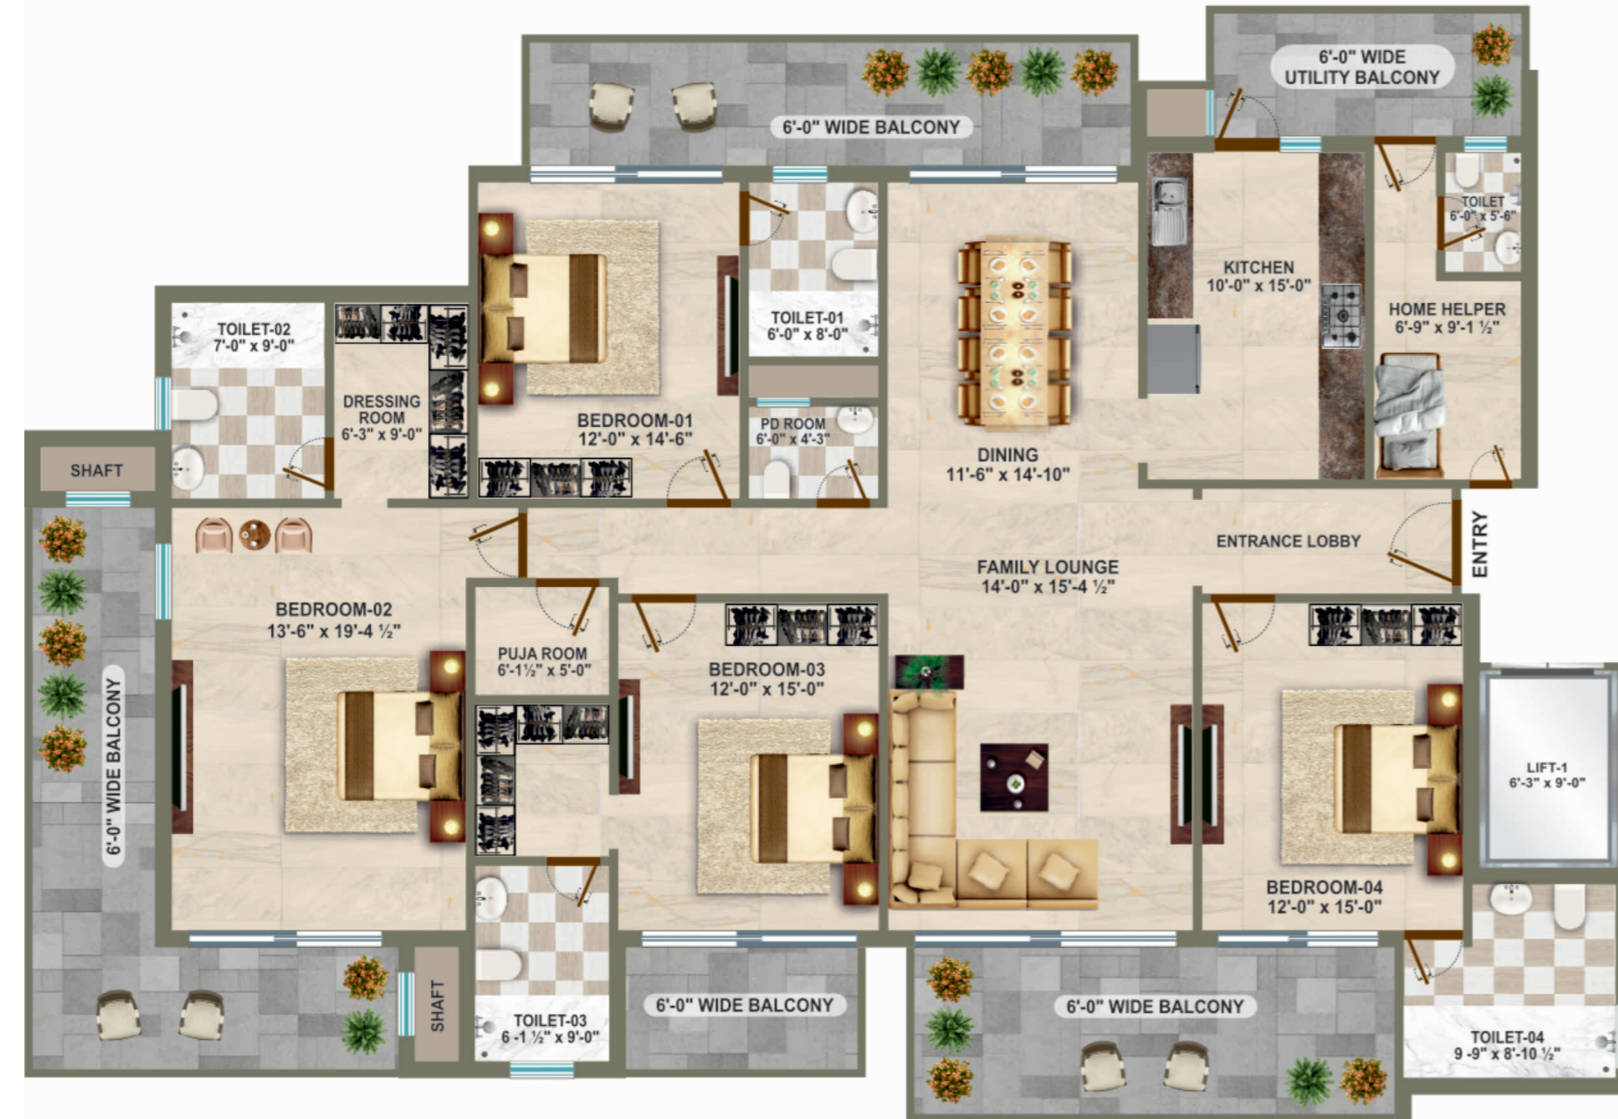 6'-0" WIDE
UTILITY BALCONY
6'-0" WIDE BALCONY
TOILET
6'-0" x 5'-6"
KITCHEN
10'-0" x 15'-0"
HOME HELPER
6'-9" x 9'-1 ½"
TOILET-01
6'-0" x 8'-0"
TOILET-02
7'-0" x 9'-0"
DRESSING
ROOM
6'-3" x 9'-0"
BEDROOM-01
12'-0" x 14'-6"
PD ROOM
6'-0" x 4'-3"
DINING
11'-6" x 14'-10"
SHAFT
ENTRANCE LOBBY
ENTRY
FAMILY LOUNGE
14'-0" x 15'-4 ½"
BEDROOM-02
13'-6" x 19'-4 ½"
PUJA ROOM
6'-1½" x 5'-0"
BEDROOM-03
12'-0" x 15'-0"
6'-0" WIDE BALCONY
LIFT-1
6'-3" x 9'-0"
BEDROOM-04
12'-0" x 15'-0"
SHAFT
6'-0" WIDE BALCONY
6'-0" WIDE BALCONY
TOILET-03
6 -1 ½" x 9'-0"
TOILET-04
9 -9" x 8'-10 ½"